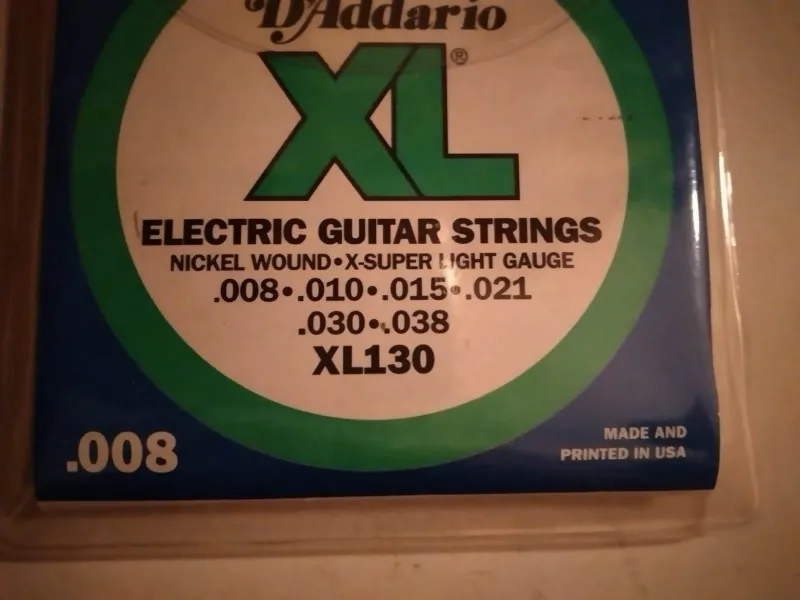 D'Addario
XL®
ELECTRIC GUITAR STRINGS
NICKEL WOUND•X-SUPER LIGHT GAUGE
.008•.010•.015•.021
.030•.038
XL130
.008
MADE AND
PRINTED IN USA